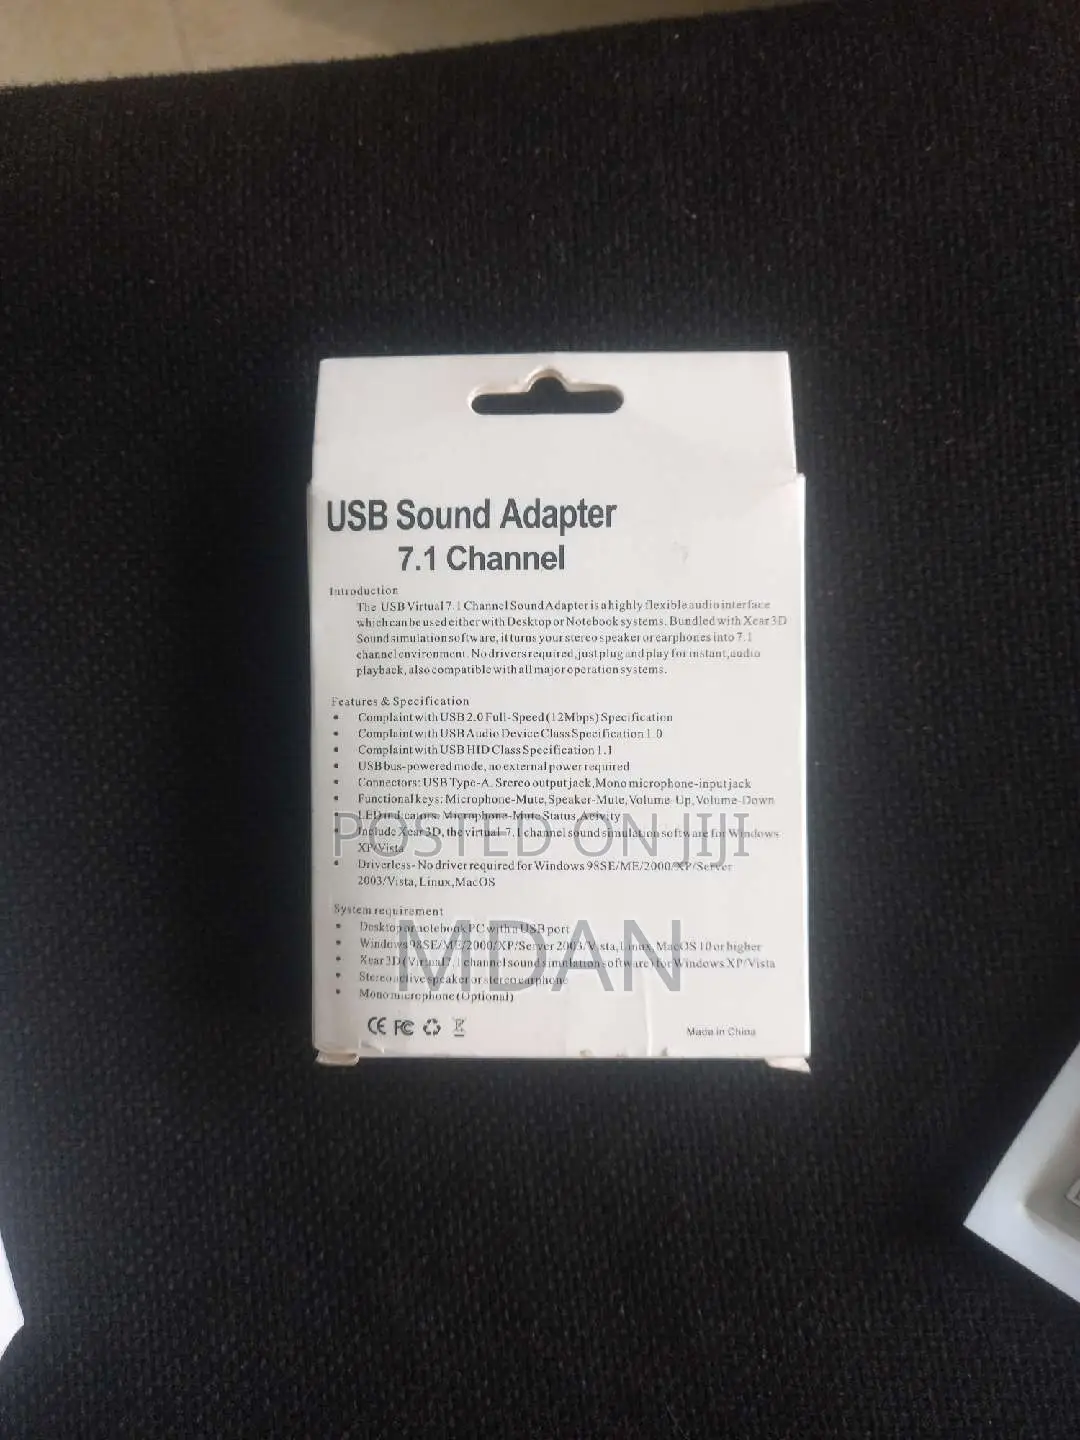 USB Sound Adapter
7.1 Channel
Introduction
The USB Virtual 7.1 Channel Sound Adapter is a highly flexible audio interface
which can be used either with Desktop or Notebook systems. Bundled with Xear 3D
Sound simulation software, it turns your stereo speaker or earphones into 7.1
channel environment. No drivers required, just plug and play for instant, audio
playback, also compatible with all major operation systems.
Features & Specification
• Complaint with USB 2.0 Full-Speed (12Mbps) Specification
• Complaint with USB Audio Device Class Specification 1.0
• Complaint with USB HID Class Specification 1.1
• USB bus-powered mode, no external power required
• Connectors: USB Type-A. Srereo output jack, Mono microphone-input jack
• Functional keys: Microphone-Mute, Speaker-Mute, Volume-Up, Volume-Down
• LED indicators: Microphone-Mute Status, Acivity
• Include Xear 3D, the virtual 7.1 channel sound simulation software for Windows
XP/Vista
• Driverless- No driver required for Windows 98SE/ME/2000/XP/Server
2003/Vista, Linux, MacOS
POSTED ON JIJI
System requirement
• Desktop or notebook PC with a USB port
• Windows 98SE/ME/2000/XP/Server 2003/Vista, Linux, MacOS 10 or higher
• Xear 3D (Virtual 7.1 channel sound simulation software) for Windows XP/Vista
• Stereo active speaker or stereo earphone
• Mono microphone (Optional)
MDAN
CE FC
Made in China